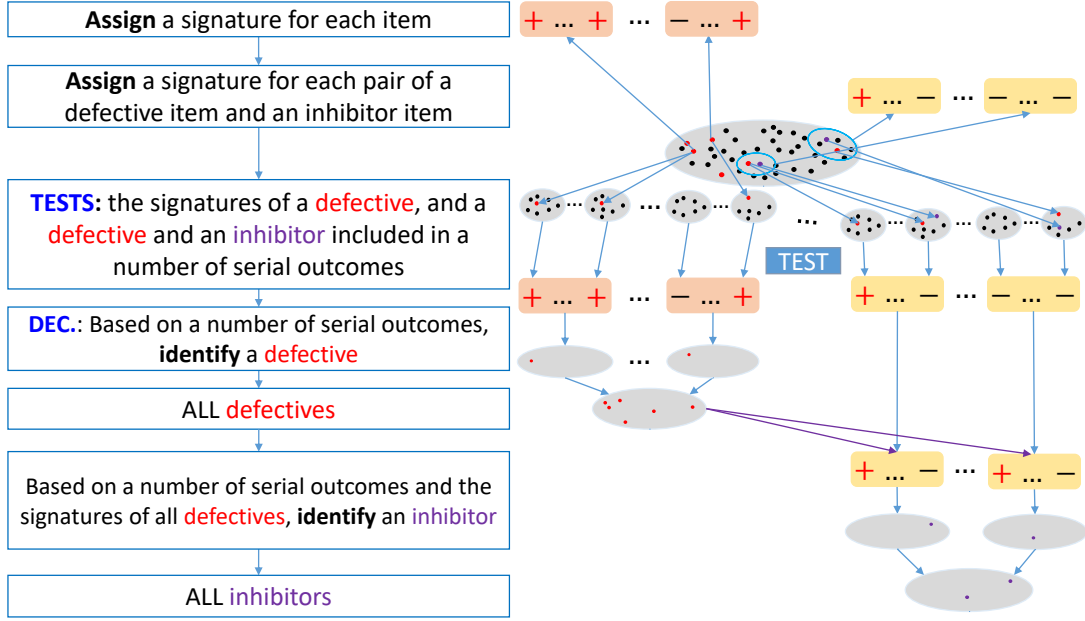 Assign a signature for each item
Assign a signature for each pair of a
defective item and an inhibitor item
TESTS: the signatures of a defective, and a
defective and an inhibitor included in a
number of serial outcomes
DEC.: Based on a number of serial outcomes,
identify a defective
ALL defectives
Based on a number of serial outcomes and the
signatures of all defectives, identify an inhibitor
ALL inhibitors
+ ... + ... − ... +
+ ... − ... − ... −
... ... ... ... ... ...
TEST
+ ... + ... − ... +
+ ... − ... − ... −
...
+ ... − ... + ... −